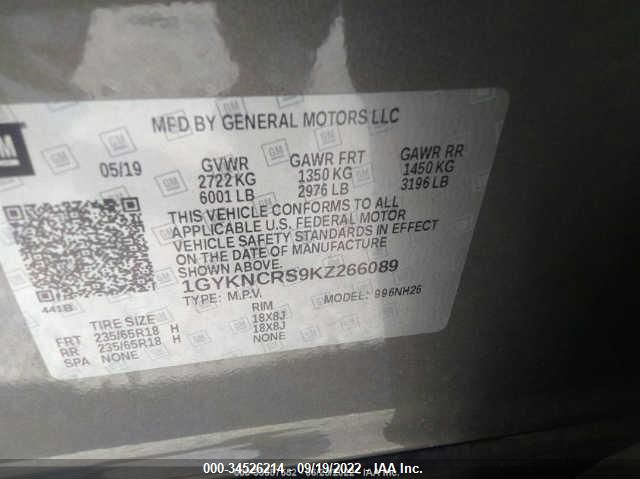 GM
MFD BY GENERAL MOTORS LLC
05/19 GVWR GAWR FRT GAWR RR
2722 KG 1350 KG 1450 KG
6001 LB 2976 LB 3196 LB
THIS VEHICLE CONFORMS TO ALL
APPLICABLE U.S. FEDERAL MOTOR
VEHICLE SAFETY STANDARDS IN EFFECT
ON THE DATE OF MANUFACTURE
SHOWN ABOVE.
1GYKNCRS9KZ266089
441B TYPE: M.P.V. MODEL: 996NH26
TIRE SIZE RIM
FRT 235/65R18 H 18X8J
RR 235/65R18 H 18X8J
SPA NONE NONE
000-34526214 - 09/19/2022 - IAA Inc.